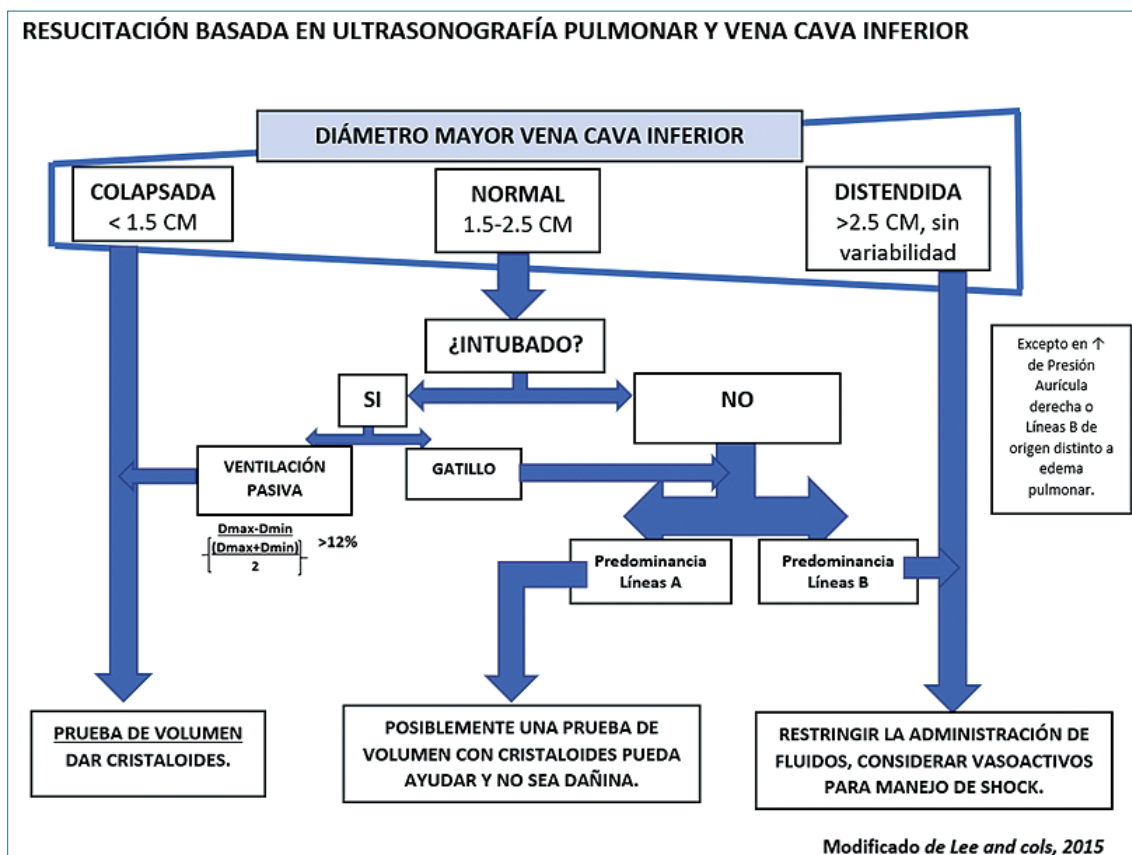 RESUCITACIÓN BASADA EN ULTRASONOGRAFÍA PULMONAR Y VENA CAVA INFERIOR
DIÁMETRO MAYOR VENA CAVA INFERIOR
COLAPSADA
< 1.5 CM
NORMAL
1.5-2.5 CM
DISTENDIDA
>2.5 CM, sin
variabilidad
¿INTUBADO?
Excepto en ↑
de Presión
Aurícula
derecha o
Líneas B de
origen distinto a
edema
pulmonar.
SI
NO
VENTILACIÓN
PASIVA
GATILLO
Dmax-Dmin
(Dmax+Dmin)
2
>12%
Predominancia
Líneas A
Predominancia
Líneas B
PRUEBA DE VOLUMEN
DAR CRISTALOIDES.
POSIBLEMENTE UNA PRUEBA DE
VOLUMEN CON CRISTALOIDES PUEDA
AYUDAR Y NO SEA DAÑINA.
RESTRINGIR LA ADMINISTRACIÓN DE
FLUIDOS, CONSIDERAR VASOACTIVOS
PARA MANEJO DE SHOCK.
Modificado de Lee and cols, 2015